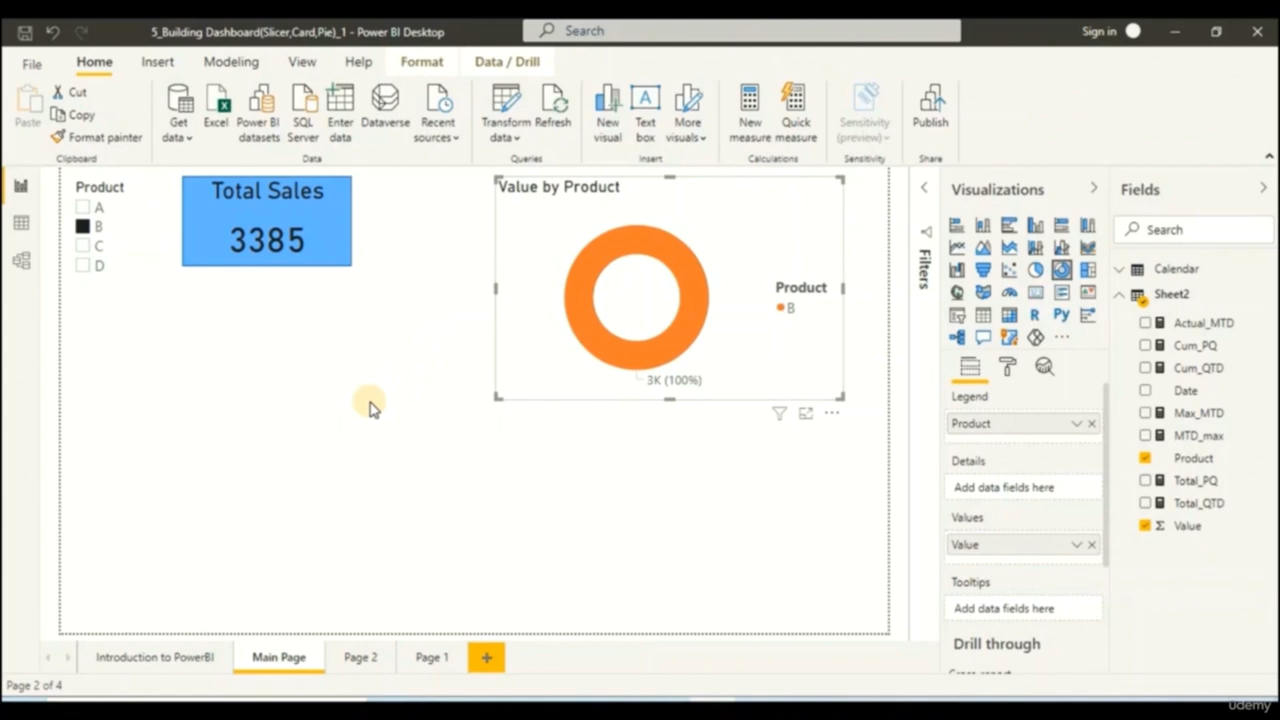 5_Building Dashboard(Slicer,Card,Pie)_1 - Power BI Desktop
Search
Sign in
File
Home
Insert
Modeling
View
Help
Format
Data / Drill
Paste
Cut
Copy
Format painter
Clipboard
Get data
Excel
Power BI datasets
SQL Server
Enter data
Dataverse
Recent sources
Data
Transform data
Refresh
Queries
New visual
Text box
More visuals
Insert
New measure
Quick measure
Calculations
Sensitivity (preview)
Sensitivity
Publish
Share
Product
A
B
C
D
Total Sales
3385
Value by Product
Product
B
3K (100%)
Filters
Visualizations
Legend
Product
Details
Add data fields here
Values
Value
Tooltips
Add data fields here
Drill through
Fields
Search
Calendar
Sheet2
Actual_MTD
Cum_PQ
Cum_QTD
Date
Max_MTD
MTD_max
Product
Total_PQ
Total_QTD
Value
Introduction to PowerBI
Main Page
Page 2
Page 1
Page 2 of 4
udemy